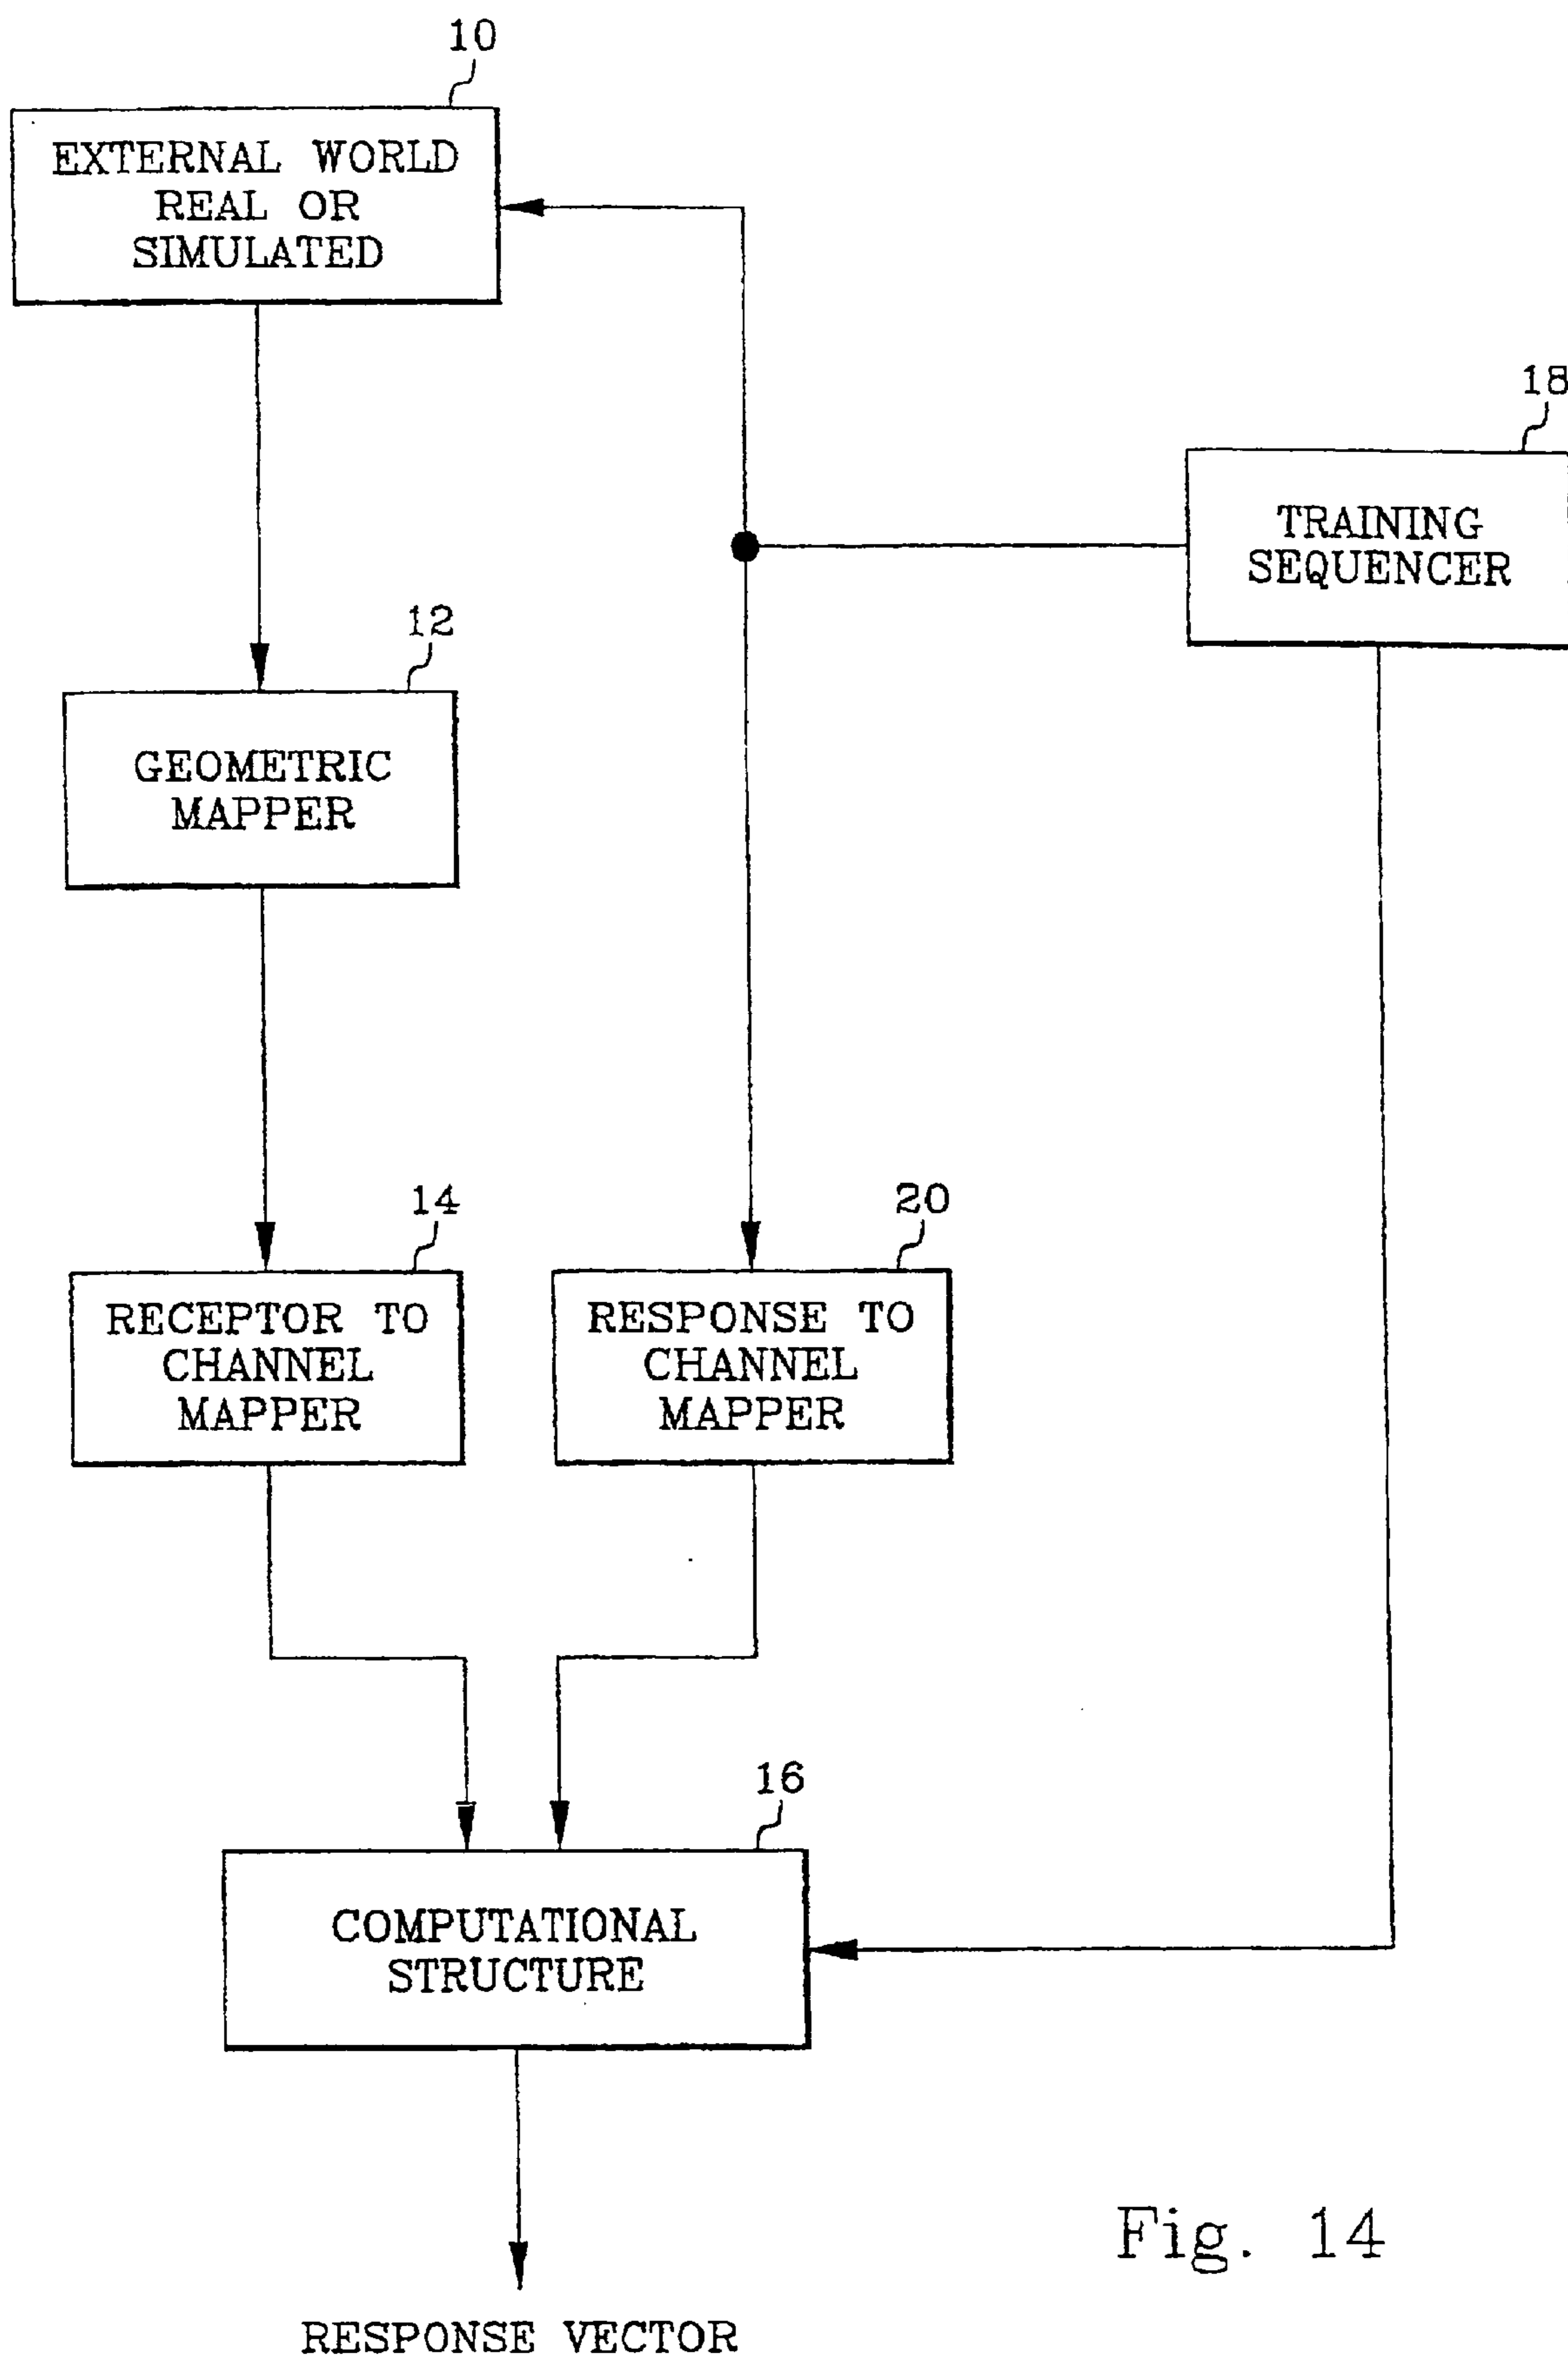 10
EXTERNAL WORLD
REAL OR
SIMULATED
18
TRAINING
SEQUENCER
12
GEOMETRIC
MAPPER
14
RECEPTOR TO
CHANNEL
MAPPER
20
RESPONSE TO
CHANNEL
MAPPER
16
COMPUTATIONAL
STRUCTURE
Fig. 14
RESPONSE VECTOR